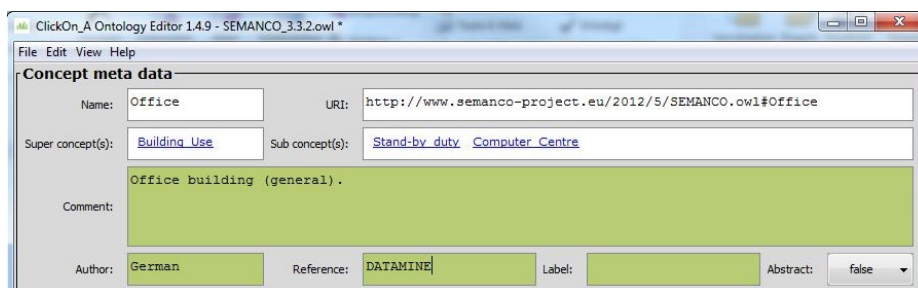 ClickOn_A Ontology Editor 1.4.9 - SEMANCO_3.3.2.owl *
File Edit View Help
Concept meta data
Name: Office URI: http://www.semanco-project.eu/2012/5/SEMANCO.owl#Office
Super concept(s): Building Use Sub concept(s): Stand-by duty Computer Centre
Comment: Office building (general).
Author: German Reference: DATAMINE Label: Abstract: false